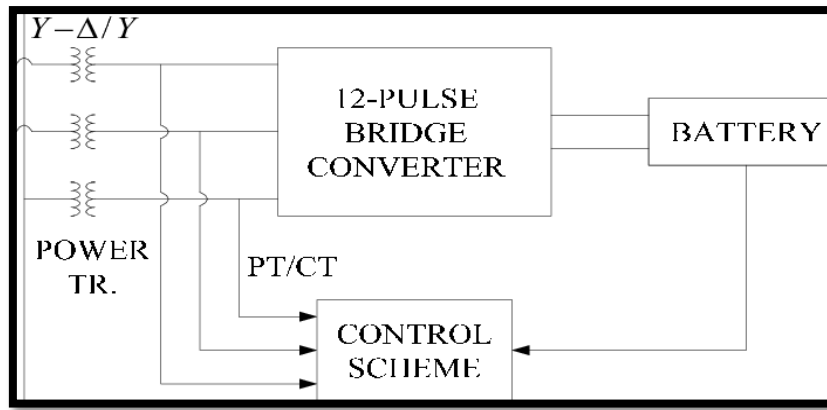 Y–Δ/Y
12-PULSE
BRIDGE
CONVERTER
BATTERY
POWER
TR.
PT/CT
CONTROL
SCHEME